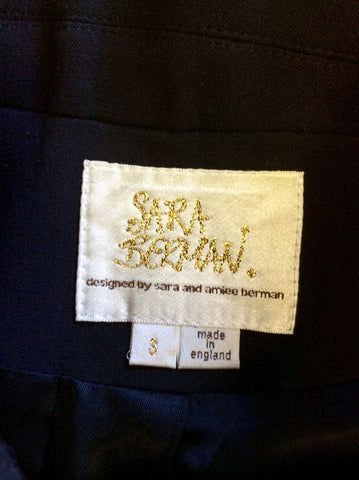 SARA
BERMAN'.
designed by sara and amiee berman
S
made
in
england